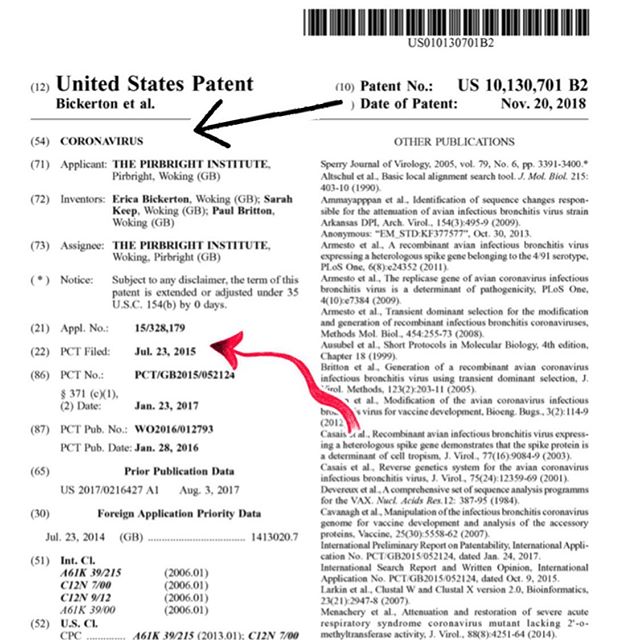 US010130701B2
(12) United States Patent
Bickerton et al.
(10) Patent No.: US 10,130,701 B2
) Date of Patent: Nov. 20, 2018
(54) CORONAVIRUS
(71) Applicant: THE PIRBRIGHT INSTITUTE,
Pirbright, Woking (GB)
(72) Inventors: Erica Bickerton, Woking (GB); Sarah
Keep, Woking (GB); Paul Britton,
Woking (GB)
(73) Assignee: THE PIRBRIGHT INSTITUTE,
Woking, Pirbright (GB)
( * ) Notice: Subject to any disclaimer, the term of this
patent is extended or adjusted under 35
U.S.C. 154(b) by 0 days.
(21) Appl. No.: 15/328,179
(22) PCT Filed: Jul. 23, 2015
(86) PCT No.: PCT/GB2015/052124
§ 371 (c)(1),
(2) Date: Jan. 23, 2017
(87) PCT Pub. No.: WO2016/012793
PCT Pub. Date: Jan. 28, 2016
(65) Prior Publication Data
US 2017/0216427 A1 Aug. 3, 2017
(30) Foreign Application Priority Data
Jul. 23, 2014 (GB) ................................... 1413020.7
(51) Int. Cl.
A61K 39/215 (2006.01)
C12N 7/00 (2006.01)
C12N 9/12 (2006.01)
A61K 39/00 (2006.01)
(52) U.S. Cl.
CPC ............ A61K 39/215 (2013.01); C12N 7/00
OTHER PUBLICATIONS
Sperry Journal of Virology, 2005, vol. 79, No. 6, pp. 3391-3400.*
Altschul et al., Basic local alignment search tool. J. Mol. Biol. 215:
403-10 (1990).
Ammayapppan et al., Identification of sequence changes respon-
sible for the attenuation of avian infectious bronchitis virus strain
Arkansas DPI, Arch. Virol., 154(3):495-9 (2009).
Anonymous: "EM_STD:KF377577", Oct. 30, 2013.
Armesto et al., A recombinant avian infectious bronchitis virus
expressing a heterologous spike gene belonging to the 4/91 serotype,
PLoS One, 6(8):e24352 (2011).
Armesto et al., The replicase gene of avian coronavirus infectious
bronchitis virus is a determinant of pathogenicity, PLoS One,
4(10):e7384 (2009).
Armesto et al., Transient dominant selection for the modification
and generation of recombinant infectious bronchitis coronaviruses,
Methods Mol. Biol., 454:255-73 (2008).
Ausubel et al., Short Protocols in Molecular Biology, 4th edition,
Chapter 18 (1999).
Britton et al., Generation of a recombinant avian coronavirus
infectious bronchitis virus using transient dominant selection, J.
Virol. Methods, 123(2):203-11 (2005).
et al., Modification of the avian coronavirus infectious
virus for vaccine development, Bioeng. Bugs., 3(2):114-9
(2012
Casais et al., Recombinant avian infectious bronchitis virus express-
ing a heterologous spike gene demonstrates that the spike protein is
a determinant of cell tropism, J. Virol., 77(16):9084-9 (2003).
Casais et al., Reverse genetics system for the avian coronavirus
infectious bronchitis virus, J. Virol., 75(24):12359-69 (2001).
Devereux et al., A comprehensive set of sequence analysis programms
for the VAX. Nucl. Acids Res.12: 387-95 (1984).
Cavanagh et al., Manipulation of the infectious bronchitis coronavirus
genome for vaccine development and analysis of the accessory
proteins, Vaccine, 25(30):5558-62 (2007).
International Preliminary Report on Patentability, International Appli-
cation No. PCT/GB2015/052124, dated Jan. 24, 2017.
International Search Report and Written Opinion, International
Application No. PCT/GB2015/052124, dated Oct. 9, 2015.
Larkin et al., Clustal W and Clustal X version 2.0, Bioinformatics,
23(21):2947-8 (2007).
Menachery et al., Attenuation and restoration of severe acute
respiratory syndrome coronavirus mutant lacking 2'-o-
methyltransferase activity, J. Virol., 88(8):4251-64 (2014).